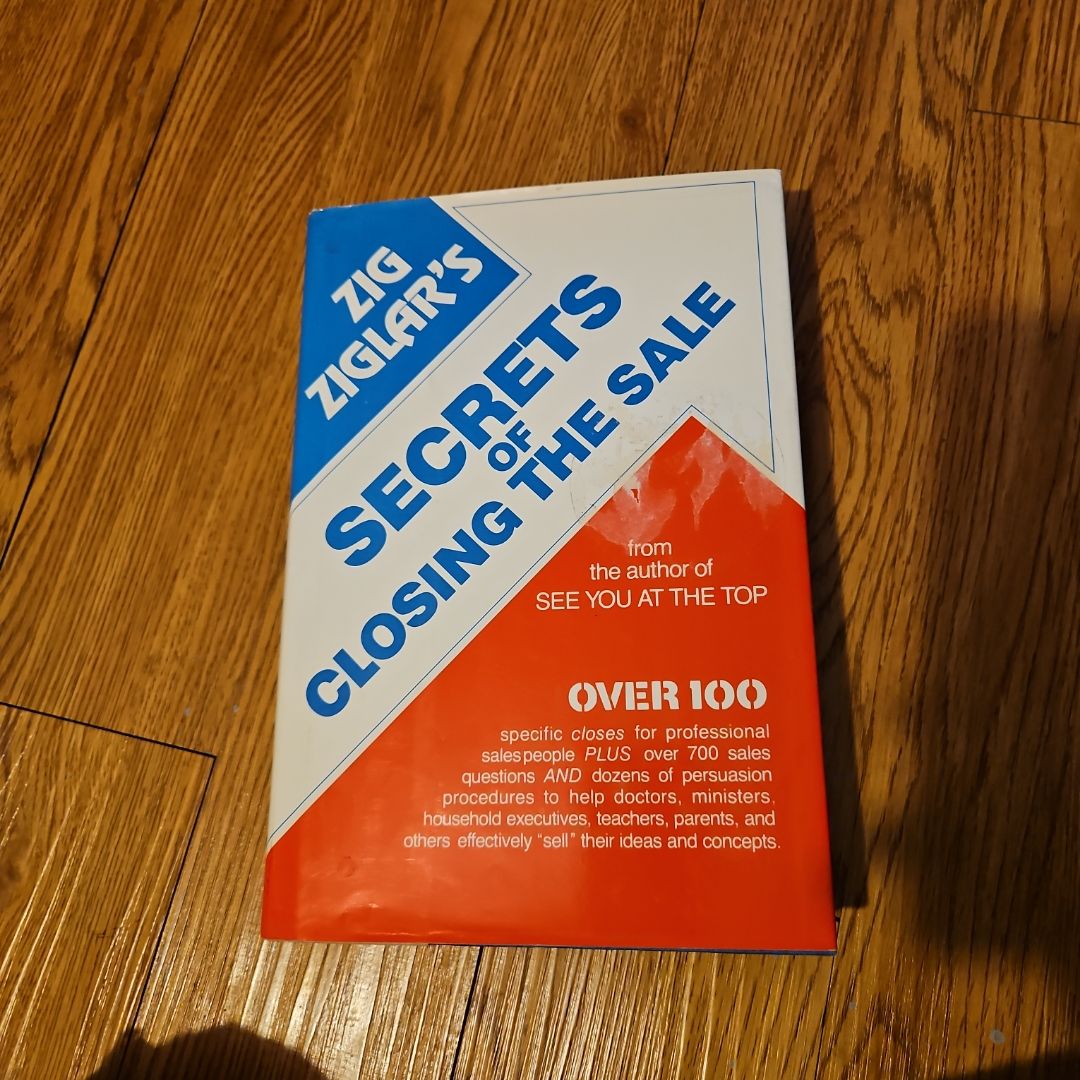 ZIG
ZIGLAR'S
SECRETS
OF
CLOSING THE SALE
from
the author of
SEE YOU AT THE TOP
OVER 100
specific closes for professional
salespeople PLUS over 700 sales
questions AND dozens of persuasion
procedures to help doctors, ministers,
household executives, teachers, parents, and
others effectively "sell" their ideas and concepts.